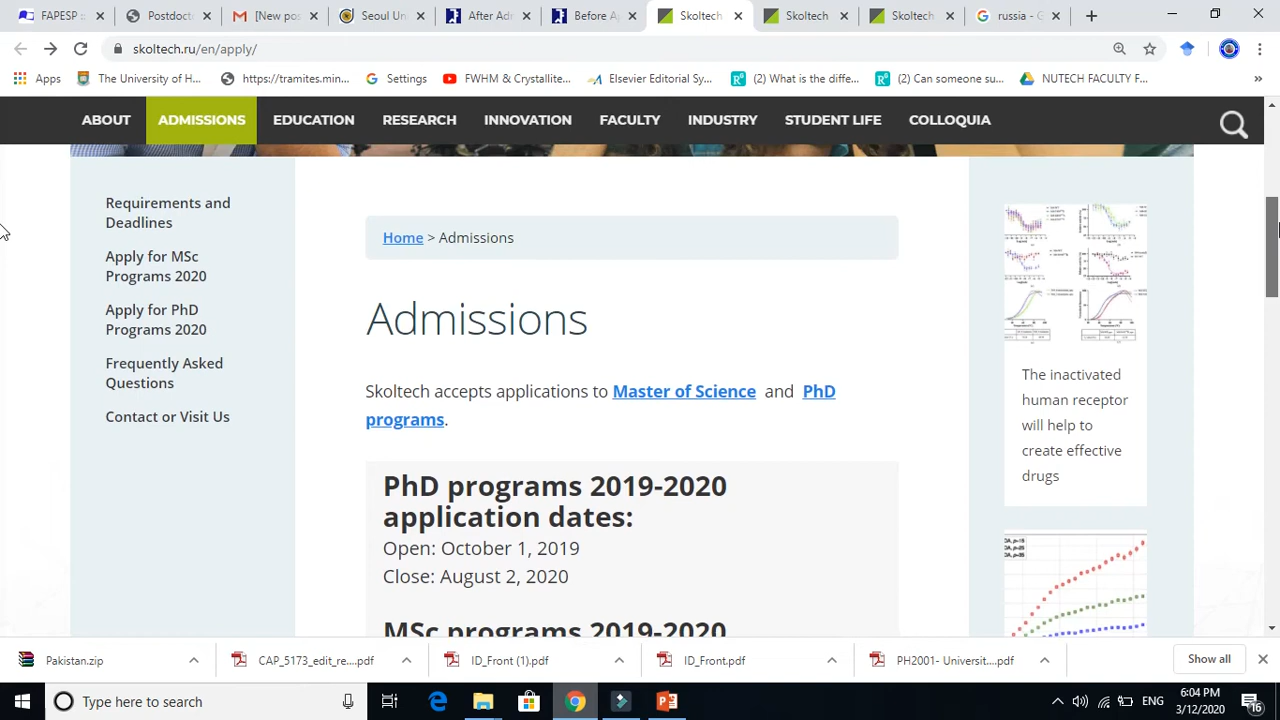 FAPESP ::
Postdoct
[New pos
Seoul Un
After Adr
Before Ap
Skoltech
Skoltech
Skoltech
russia - G
skoltech.ru/en/apply/
Apps
The University of H...
https://tramites.min...
Settings
FWHM & Crystallite...
Elsevier Editorial Sy...
(2) What is the diffe...
(2) Can someone su...
NUTECH FACULTY F...
»
ABOUT
ADMISSIONS
EDUCATION
RESEARCH
INNOVATION
FACULTY
INDUSTRY
STUDENT LIFE
COLLOQUIA
Requirements and
Deadlines
Apply for MSc
Programs 2020
Apply for PhD
Programs 2020
Frequently Asked
Questions
Contact or Visit Us
Home > Admissions
Admissions
Skoltech accepts applications to Master of Science and PhD
programs.
PhD programs 2019-2020
application dates:
Open: October 1, 2019
Close: August 2, 2020
MSc programs 2019-2020
The inactivated
human receptor
will help to
create effective
drugs
Pakistan.zip
CAP_5173_edit_re....pdf
ID_Front (1).pdf
ID_Front.pdf
PH2001- Universit....pdf
Show all
Type here to search
ENG
6:04 PM
3/12/2020
16